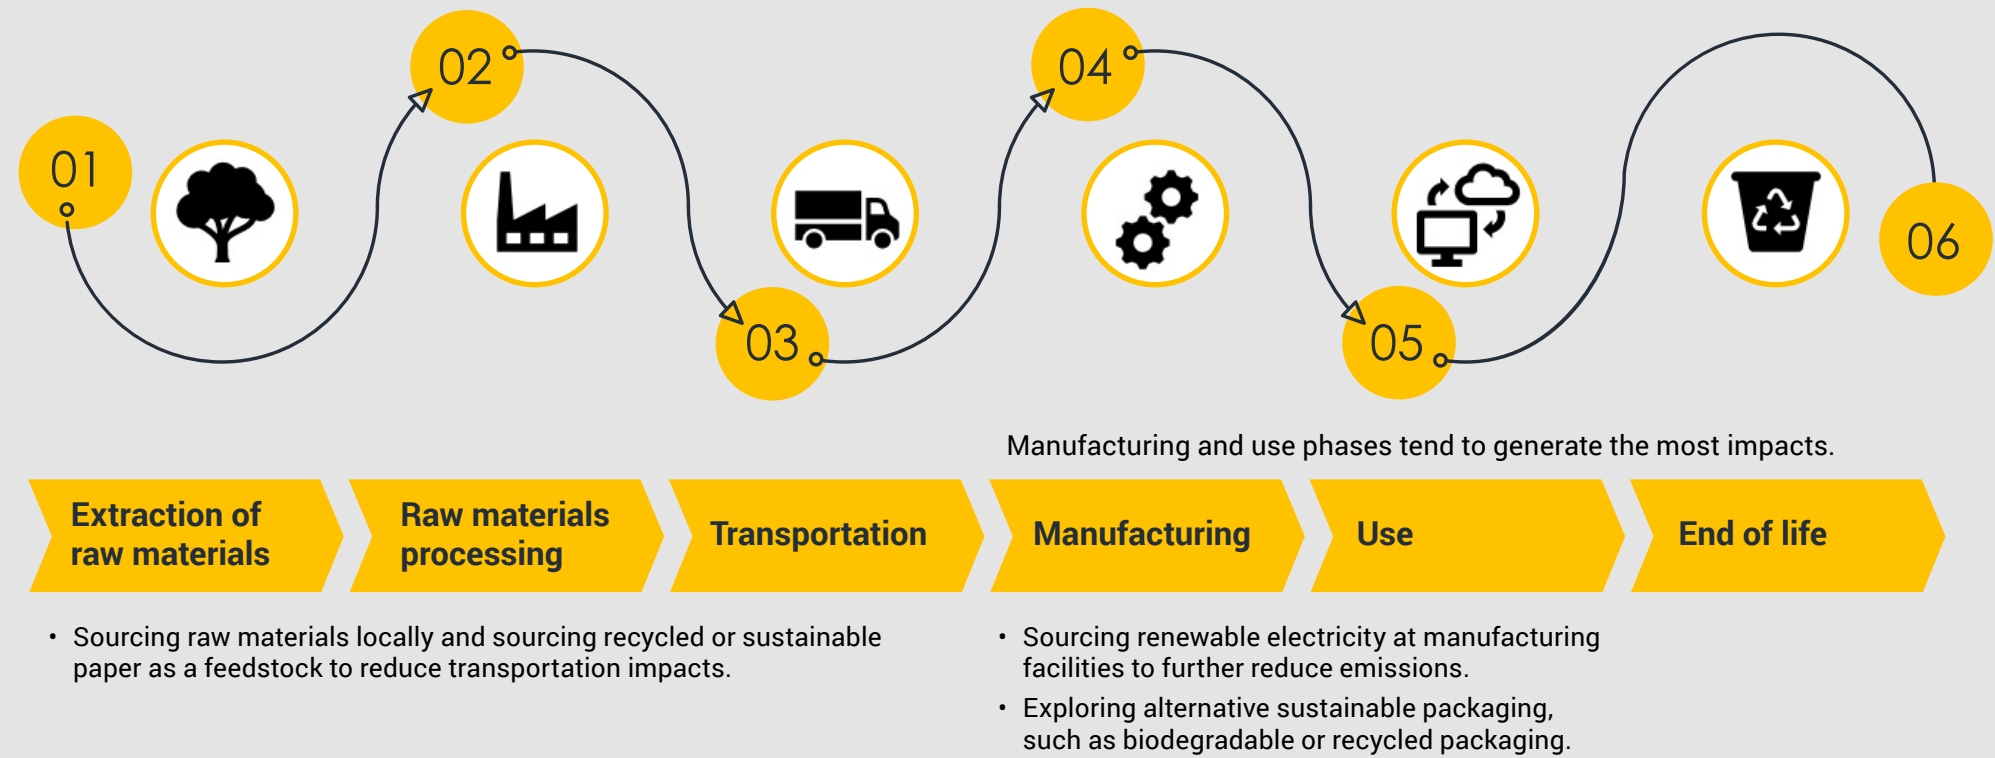 01
02
03
04
05
06
Manufacturing and use phases tend to generate the most impacts.
Extraction of
raw materials
Raw materials
processing
Transportation
Manufacturing
Use
End of life
• Sourcing raw materials locally and sourcing recycled or sustainable
paper as a feedstock to reduce transportation impacts.
• Sourcing renewable electricity at manufacturing
facilities to further reduce emissions.
• Exploring alternative sustainable packaging,
such as biodegradable or recycled packaging.